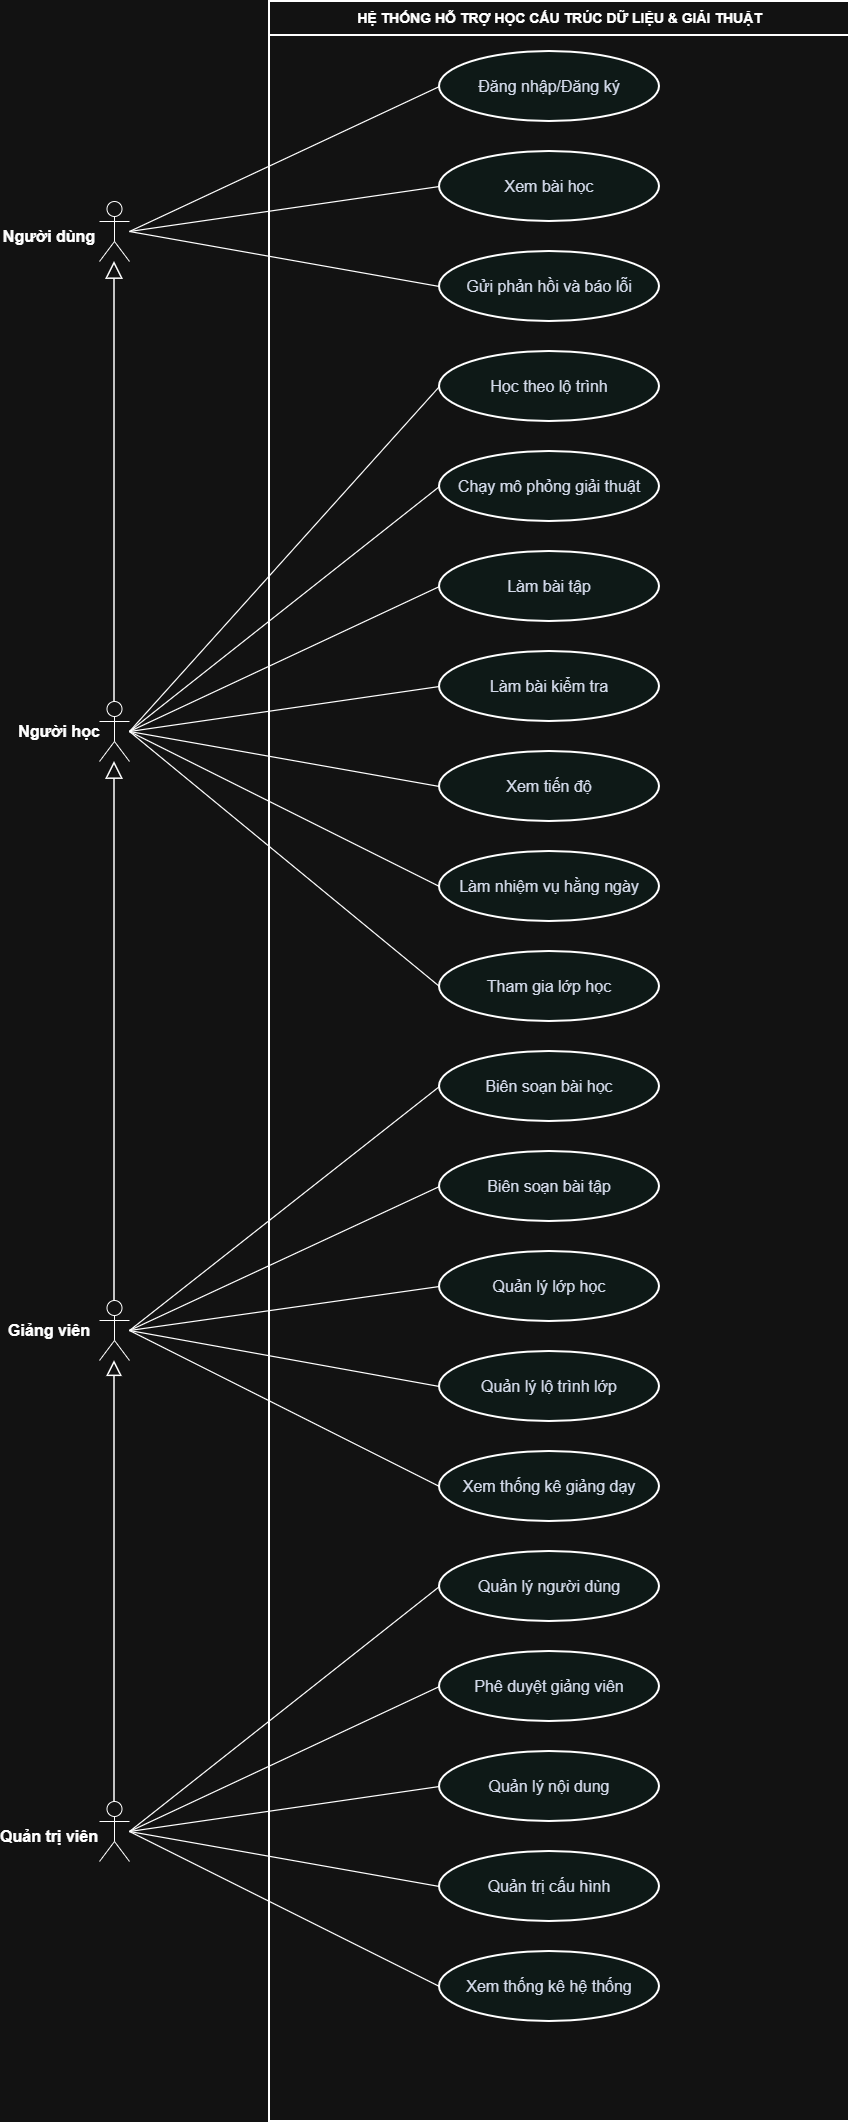 HỆ THỐNG HỖ TRỢ HỌC CẤU TRÚC DỮ LIỆU & GIẢI THUẬT
Đăng nhập/Đăng ký
Xem bài học
Người dùng
Gửi phản hồi và báo lỗi
Học theo lộ trình
Chạy mô phỏng giải thuật
Làm bài tập
Làm bài kiểm tra
Người học
Xem tiến độ
Làm nhiệm vụ hằng ngày
Tham gia lớp học
Biên soạn bài học
Biên soạn bài tập
Quản lý lớp học
Giảng viên
Quản lý lộ trình lớp
Xem thống kê giảng dạy
Quản lý người dùng
Phê duyệt giảng viên
Quản lý nội dung
Quản trị viên
Quản trị cấu hình
Xem thống kê hệ thống